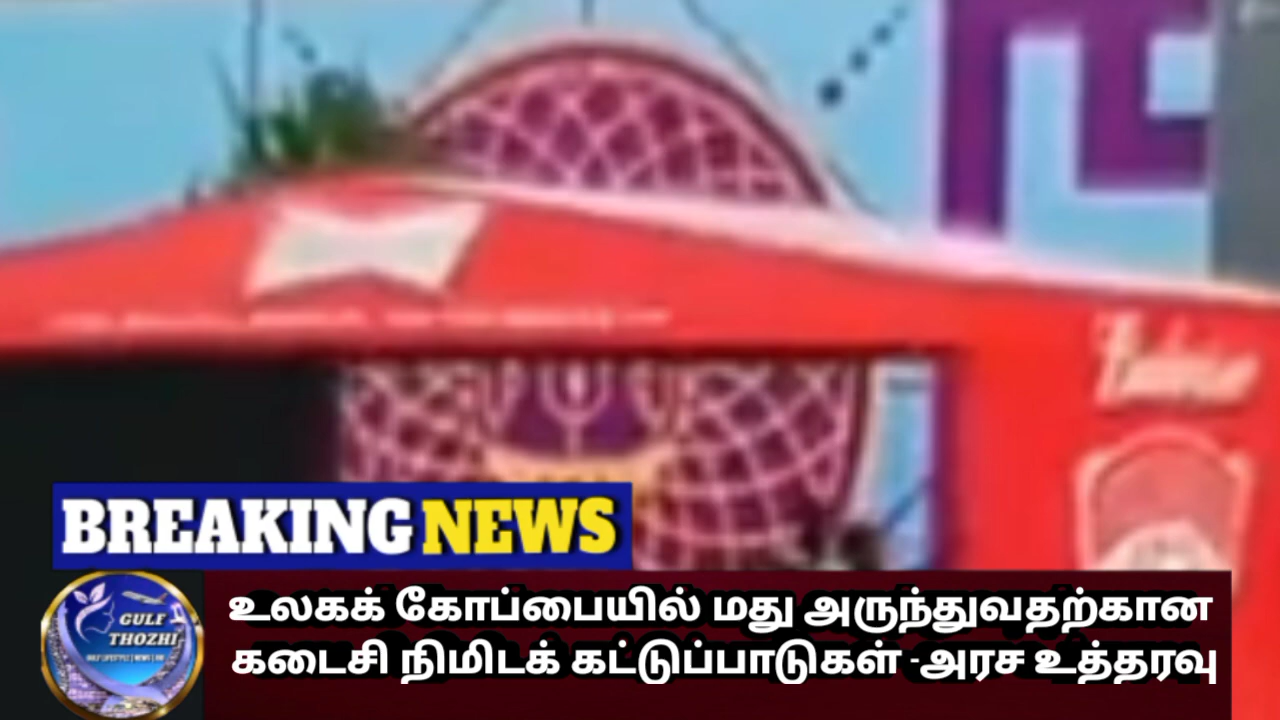 BREAKING NEWS
GULF
THOZHI
உலகக் கோப்பையில் மது அருந்துவதற்கான
கடைசி நிமிடக் கட்டுப்பாடுகள் -அரச உத்தரவு